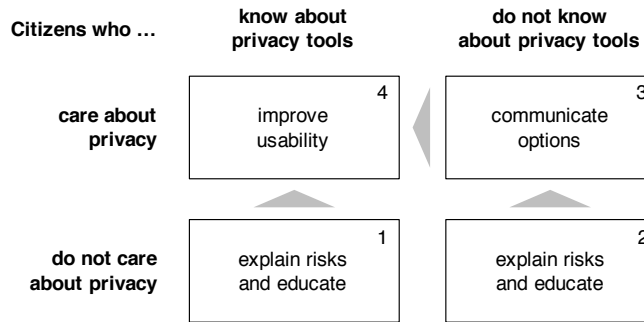 Citizens who ...
know about
privacy tools
do not know
about privacy tools
care about
privacy
4
improve
usability
3
communicate
options
do not care
about privacy
1
explain risks
and educate
2
explain risks
and educate